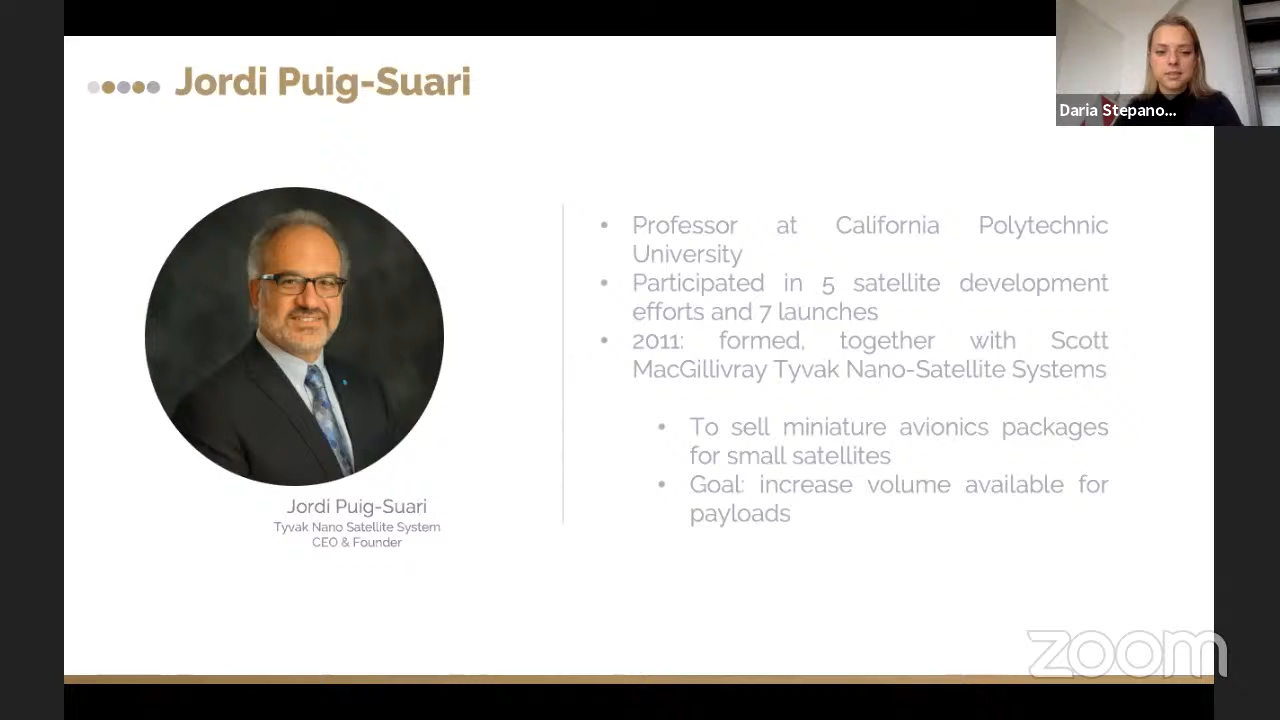 Jordi Puig-Suari
Daria Stepano...
• Professor at California Polytechnic
University
• Participated in 5 satellite development
efforts and 7 launches
• 2011: formed, together with Scott
MacGillivray Tyvak Nano-Satellite Systems
• To sell miniature avionics packages
for small satellites
• Goal: increase volume available for
payloads
Jordi Puig-Suari
Tyvak Nano Satellite System
CEO & Founder
zoom